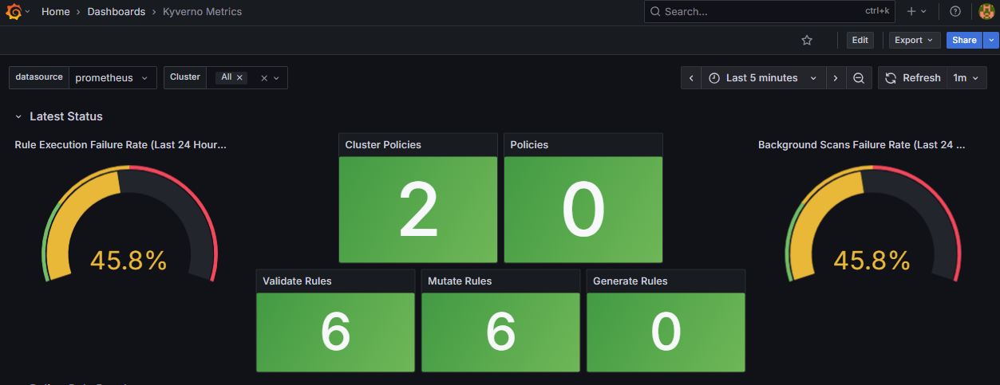 Home > Dashboards > Kyverno Metrics
Search... ctrl+k
Edit Export Share
datasource prometheus Cluster All
Last 5 minutes Refresh 1m
Latest Status
Rule Execution Failure Rate (Last 24 Hour...
Cluster Policies
Policies
Background Scans Failure Rate (Last 24 ...
2
0
45.8%
45.8%
Validate Rules
Mutate Rules
Generate Rules
6
6
0